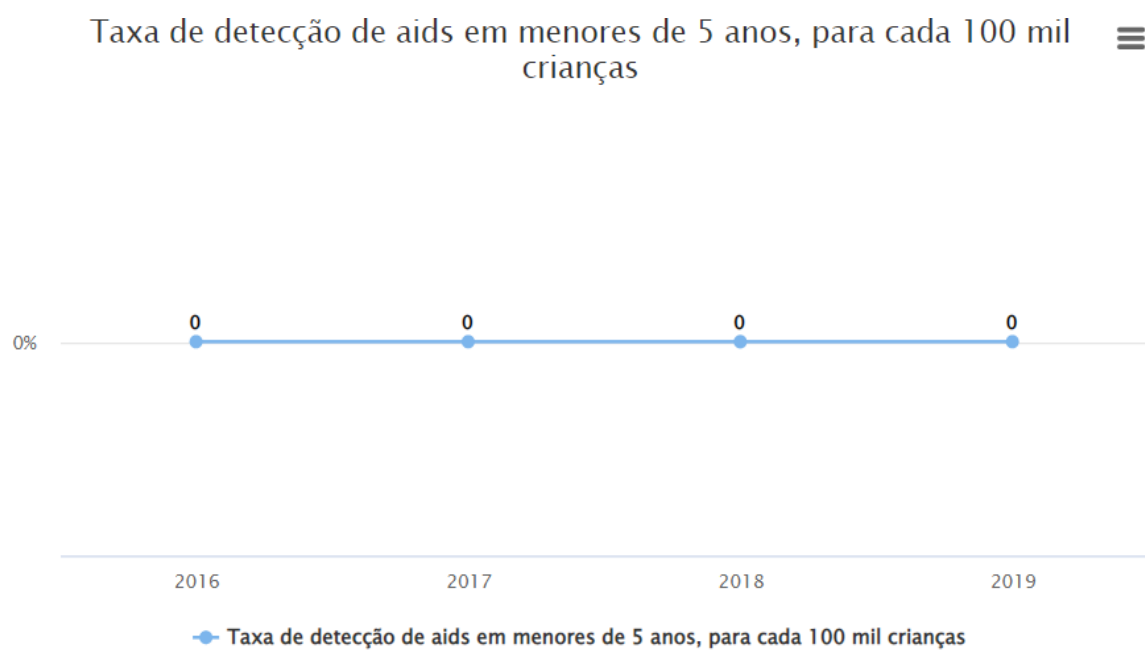 Taxa de detecção de aids em menores de 5 anos, para cada 100 mil
crianças
0 0 0 0
0%
2016 2017 2018 2019
Taxa de detecção de aids em menores de 5 anos, para cada 100 mil crianças